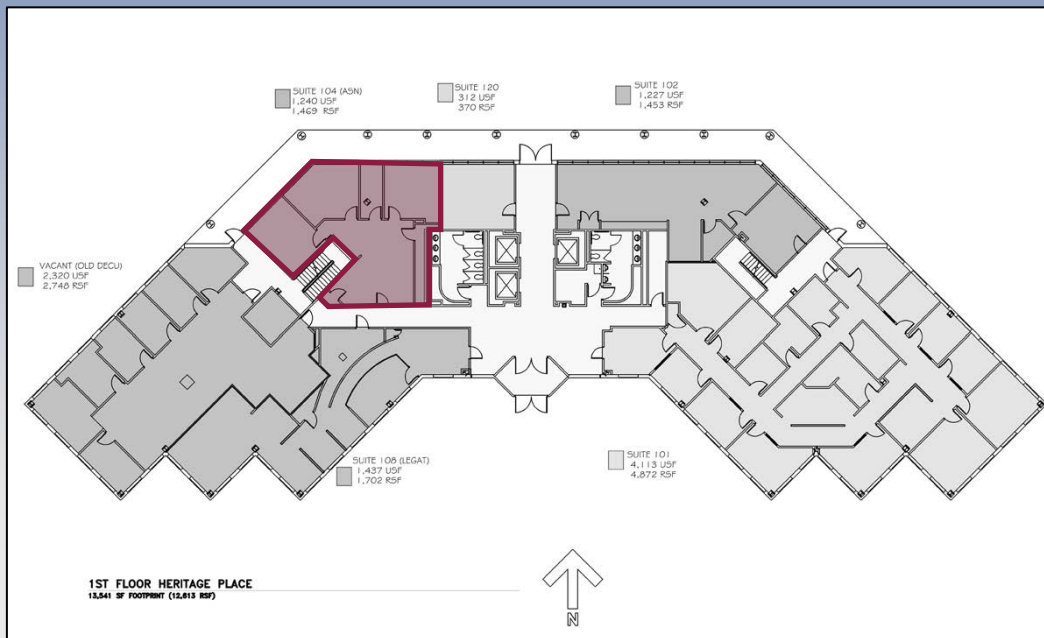 SUITE 104 (ASN)
1,240 USF
1,469 RSF
SUITE 120
312 USF
370 RSF
SUITE 102
1,227 USF
1,453 RSF
VACANT (OLD DECU)
2,320 USF
2,748 RSF
SUITE 108 (LEGAT)
1,437 USF
1,702 RSF
SUITE 101
4,113 USF
4,872 RSF
1ST FLOOR HERITAGE PLACE
13,541 SF FOOTPRINT (12,613 RSF)
N